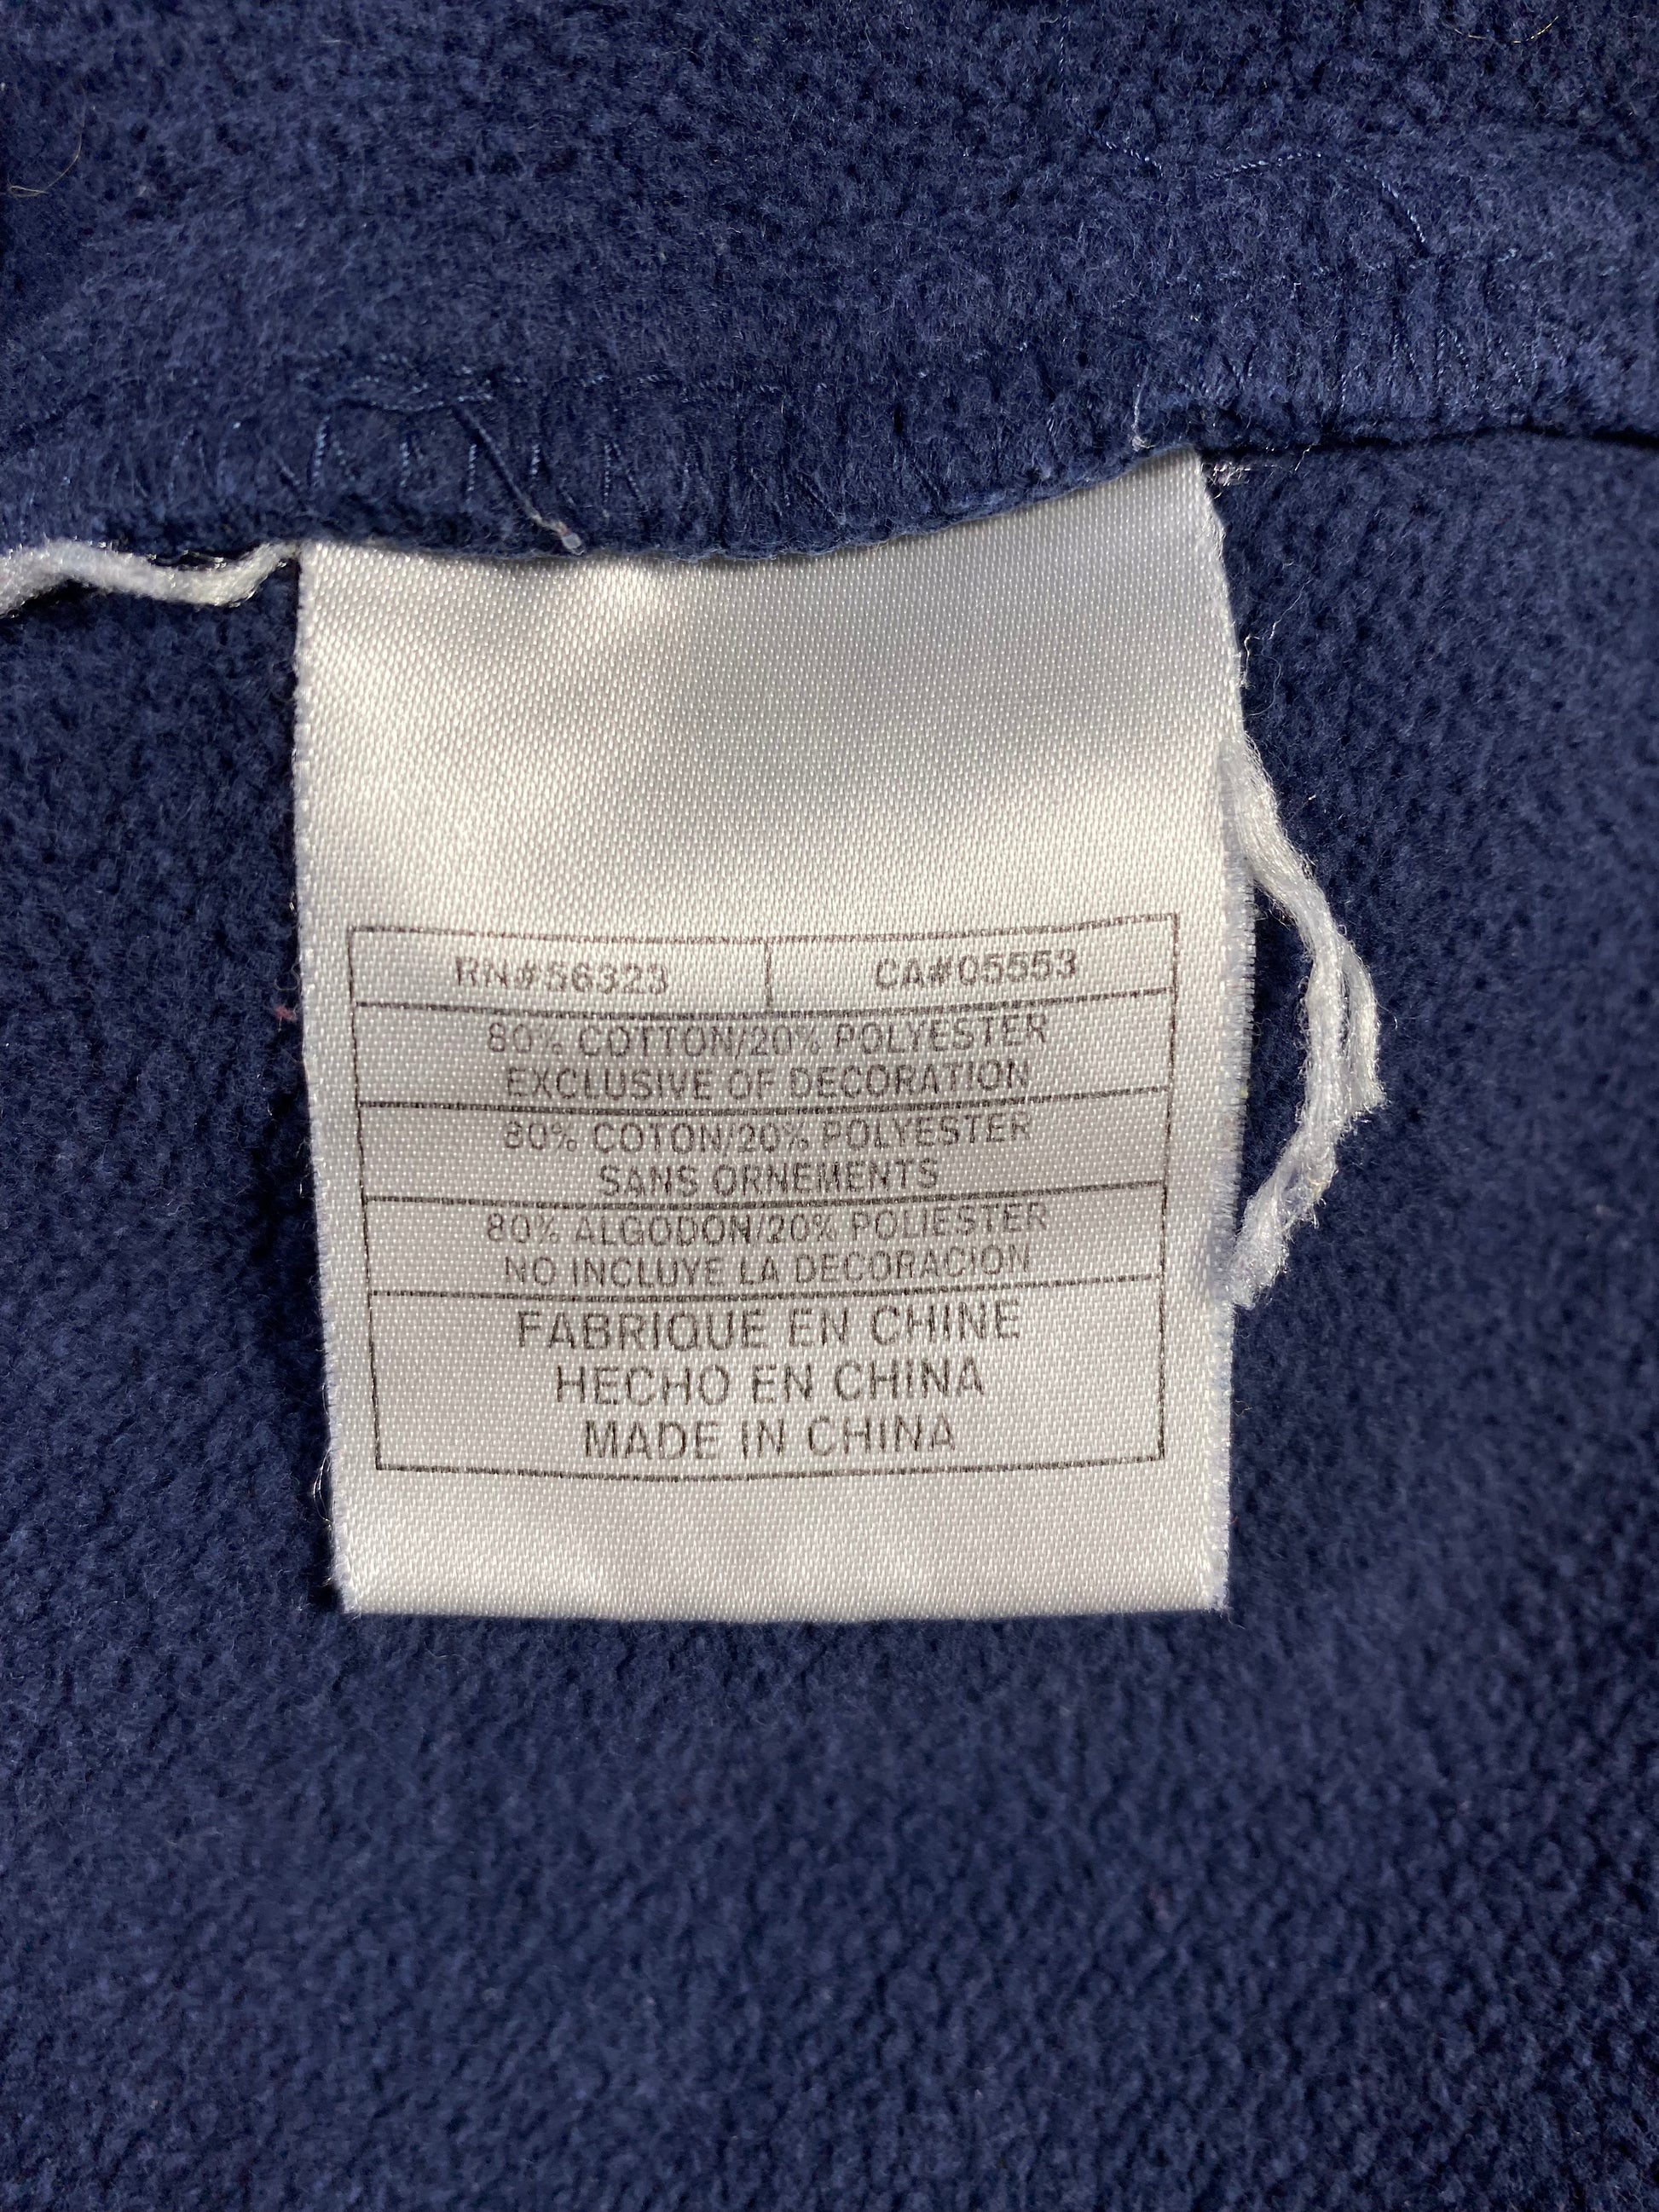 RN#56323 CA#05553
80% COTTON/20% POLYESTER
EXCLUSIVE OF DECORATION
80% COTON/20% POLYESTER
SANS ORNEMENTS
80% ALGODON/20% POLIESTER
NO INCLUYE LA DECORACION
FABRIQUE EN CHINE
HECHO EN CHINA
MADE IN CHINA